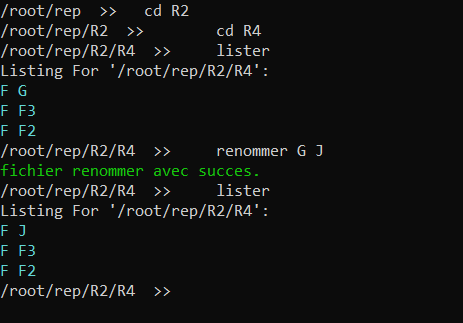 /root/rep >> cd R2
/root/rep/R2 >> cd R4
/root/rep/R2/R4 >> lister
Listing For '/root/rep/R2/R4':
F G
F F3
F F2
/root/rep/R2/R4 >> renommer G J
fichier renommer avec succes.
/root/rep/R2/R4 >> lister
Listing For '/root/rep/R2/R4':
F J
F F3
F F2
/root/rep/R2/R4 >>